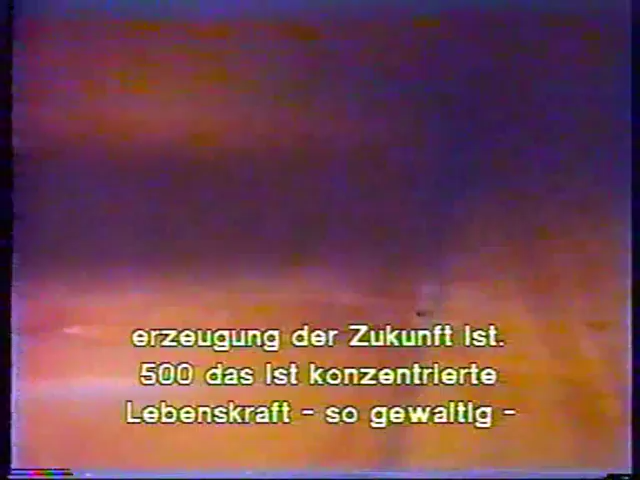 erzeugung der Zukunft ist.
500 das ist konzentrierte
Lebenskraft - so gewaltig -